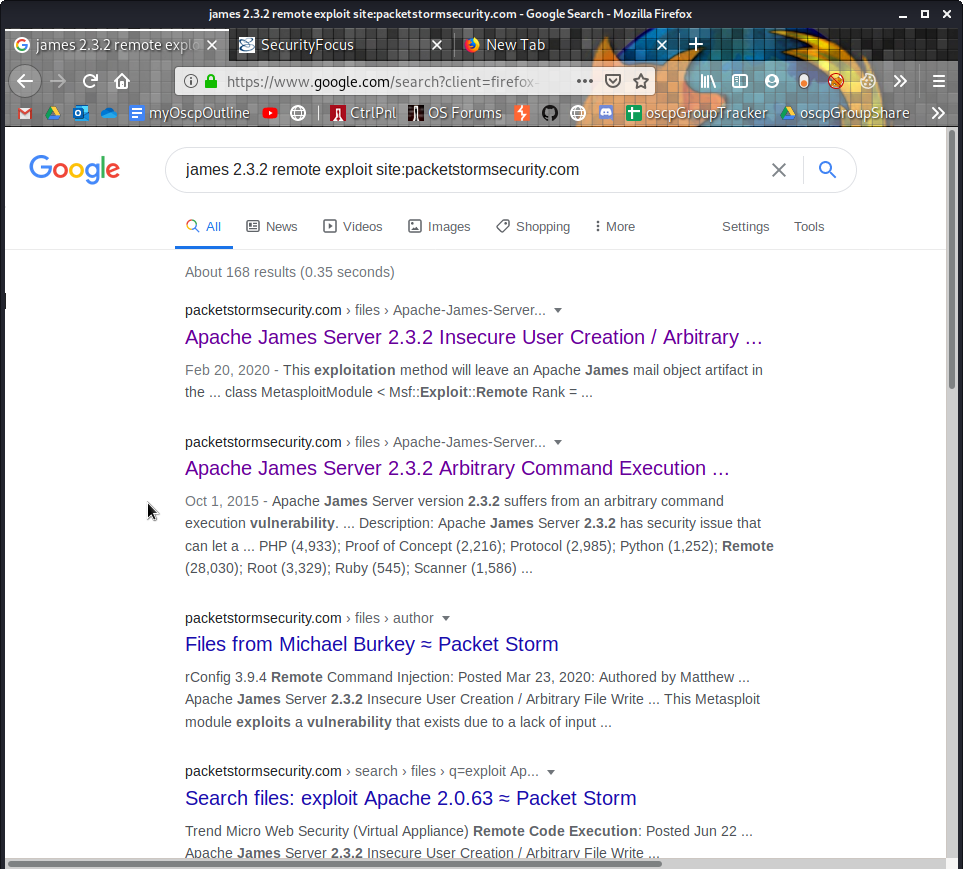 james 2.3.2 remote exploit site:packetstormsecurity.com - Google Search - Mozilla Firefox
james 2.3.2 remote explo
SecurityFocus
New Tab
https://www.google.com/search?client=firefox-
myOscpOutline
CtrlPnl
OS Forums
oscpGroupTracker
oscpGroupShare
Google
james 2.3.2 remote exploit site:packetstormsecurity.com
All
News
Videos
Images
Shopping
More
Settings
Tools
About 168 results (0.35 seconds)
packetstormsecurity.com › files › Apache-James-Server...
Apache James Server 2.3.2 Insecure User Creation / Arbitrary ...
Feb 20, 2020 - This exploitation method will leave an Apache James mail object artifact in
the ... class MetasploitModule < Msf::Exploit::Remote Rank = ...
packetstormsecurity.com › files › Apache-James-Server...
Apache James Server 2.3.2 Arbitrary Command Execution ...
Oct 1, 2015 - Apache James Server version 2.3.2 suffers from an arbitrary command
execution vulnerability. ... Description: Apache James Server 2.3.2 has security issue that
can let a ... PHP (4,933); Proof of Concept (2,216); Protocol (2,985); Python (1,252); Remote
(28,030); Root (3,329); Ruby (545); Scanner (1,586) ...
packetstormsecurity.com › files › author
Files from Michael Burkey ≈ Packet Storm
rConfig 3.9.4 Remote Command Injection: Posted Mar 23, 2020: Authored by Matthew ...
Apache James Server 2.3.2 Insecure User Creation / Arbitrary File Write ... This Metasploit
module exploits a vulnerability that exists due to a lack of input ...
packetstormsecurity.com › search › files › q=exploit Ap...
Search files: exploit Apache 2.0.63 ≈ Packet Storm
Trend Micro Web Security (Virtual Appliance) Remote Code Execution: Posted Jun 22 ...
Apache James Server 2.3.2 Insecure User Creation / Arbitrary File Write ...